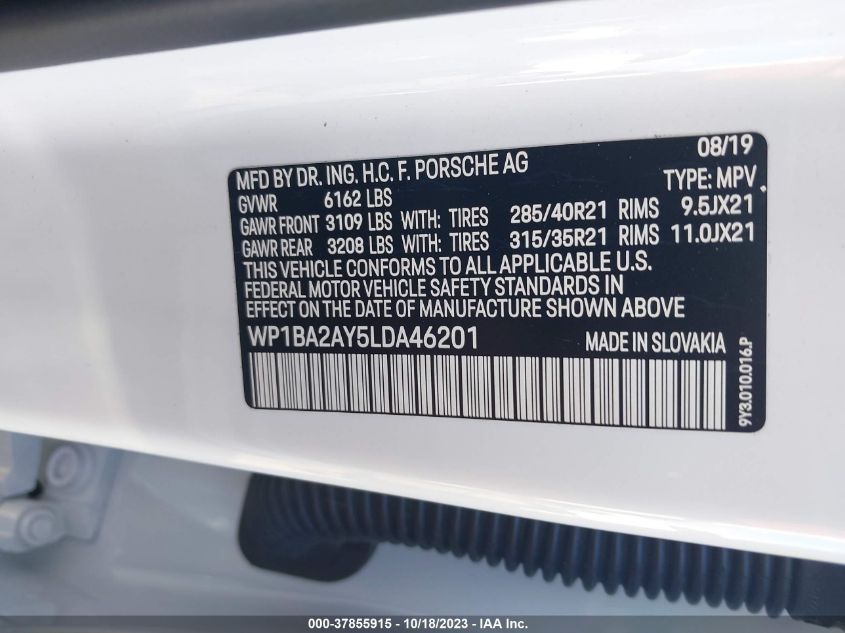 08/19
MFD BY DR. ING. H.C. F. PORSCHE AG
TYPE: MPV
GVWR 6162 LBS
GAWR FRONT 3109 LBS WITH: TIRES 285/40R21 RIMS 9.5JX21
GAWR REAR 3208 LBS WITH: TIRES 315/35R21 RIMS 11.0JX21
THIS VEHICLE CONFORMS TO ALL APPLICABLE U.S.
FEDERAL MOTOR VEHICLE SAFETY STANDARDS IN
EFFECT ON THE DATE OF MANUFACTURE SHOWN ABOVE
WP1BA2AY5LDA46201 MADE IN SLOVAKIA
9Y3.010.016.P
000-37855915 - 10/18/2023 - IAA Inc.